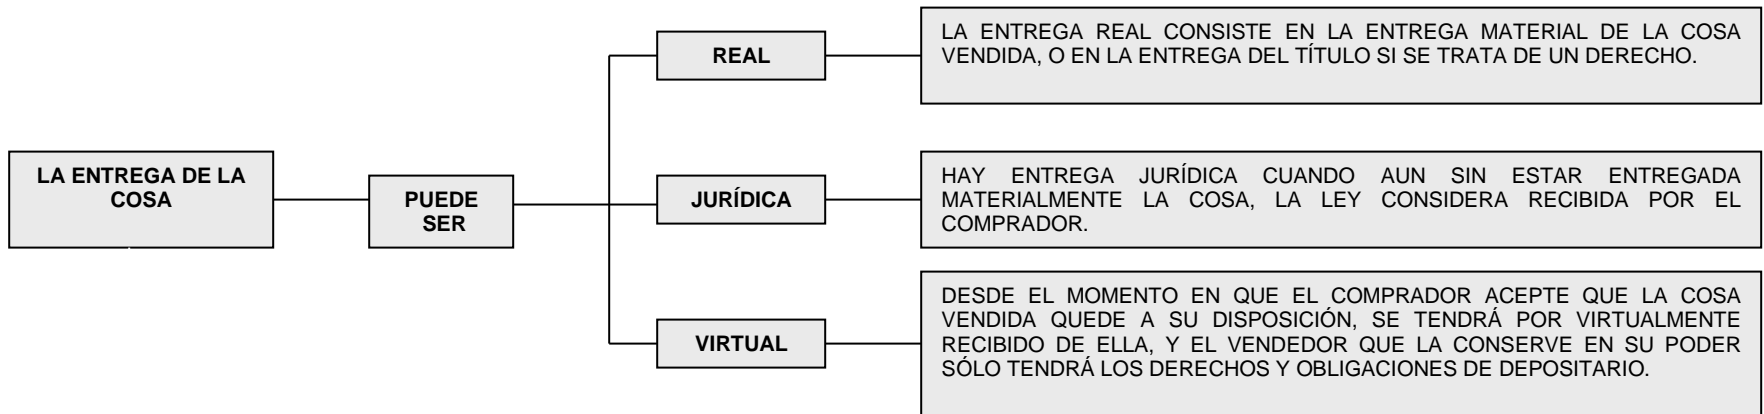 LA ENTREGA DE LA
COSA
PUEDE
SER
REAL
LA ENTREGA REAL CONSISTE EN LA ENTREGA MATERIAL DE LA COSA
VENDIDA, O EN LA ENTREGA DEL TÍTULO SI SE TRATA DE UN DERECHO.
JURÍDICA
HAY ENTREGA JURÍDICA CUANDO AUN SIN ESTAR ENTREGADA
MATERIALMENTE LA COSA, LA LEY CONSIDERA RECIBIDA POR EL
COMPRADOR.
VIRTUAL
DESDE EL MOMENTO EN QUE EL COMPRADOR ACEPTE QUE LA COSA
VENDIDA QUEDE A SU DISPOSICIÓN, SE TENDRÁ POR VIRTUALMENTE
RECIBIDO DE ELLA, Y EL VENDEDOR QUE LA CONSERVE EN SU PODER
SÓLO TENDRÁ LOS DERECHOS Y OBLIGACIONES DE DEPOSITARIO.